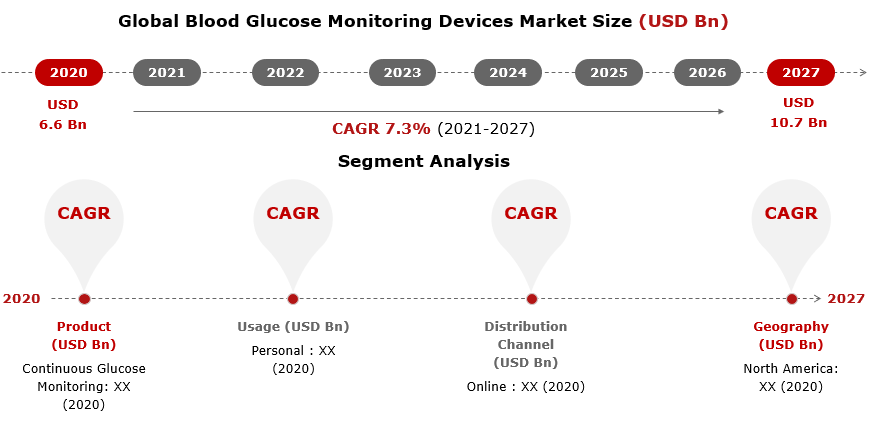 Global Blood Glucose Monitoring Devices Market Size (USD Bn)
2020 2021 2022 2023 2024 2025 2026 2027
USD
6.6 Bn
USD
10.7 Bn
CAGR 7.3% (2021-2027)
Segment Analysis
CAGR CAGR CAGR CAGR
2020 2027
Product
(USD Bn)
Continuous Glucose
Monitoring: XX
(2020)
Usage (USD Bn)
Personal : XX
(2020)
Distribution
Channel
(USD Bn)
Online : XX (2020)
Geography
(USD Bn)
North America:
XX (2020)